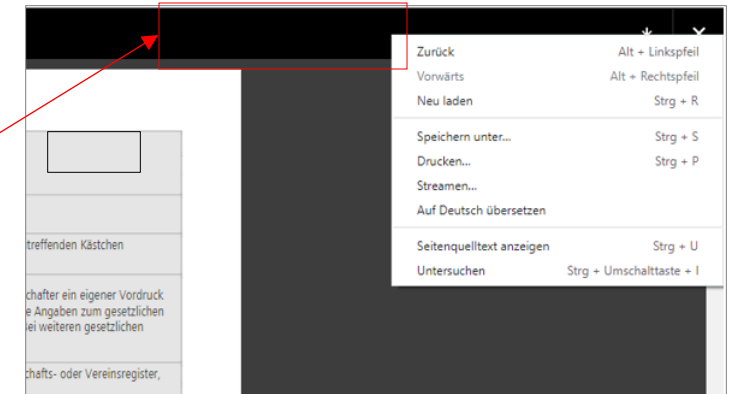 Zurück Alt + Linkspfeil
Vorwärts Alt + Rechtspfeil
Neu laden Strg + R
Speichern unter... Strg + S
Drucken... Strg + P
Streamen...
Auf Deutsch übersetzen
Seitenquelltext anzeigen Strg + U
Untersuchen Strg + Umschalttaste + I
treffenden Kästchen
chafter ein eigener Vordruck
e Angaben zum gesetzlichen
ei weiteren gesetzlichen
chafts- oder Vereinsregister,